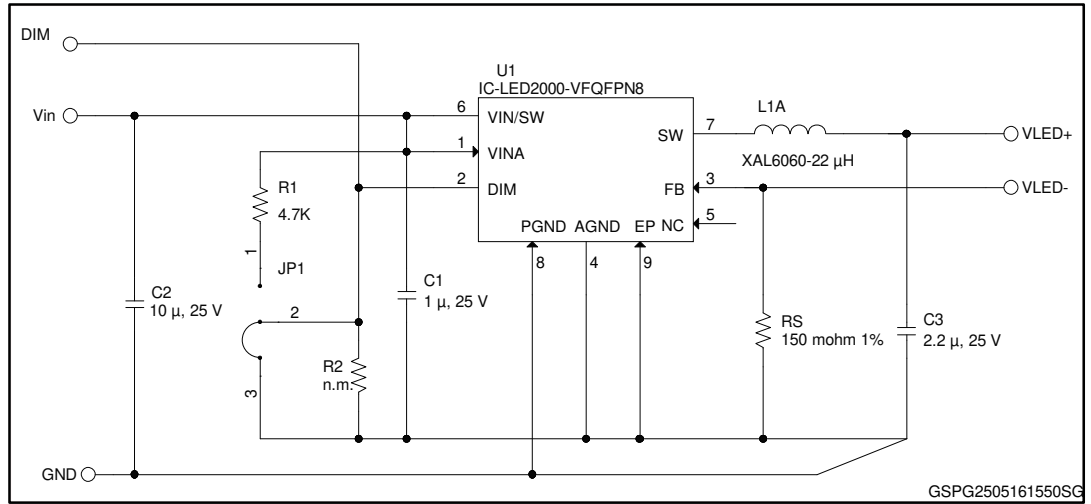 DIM
U1
IC-LED2000-VFQFPN8
Vin
6
VIN/SW
L1A
SW
7
VLED+
1
VINA
XAL6060-22 µH
2
DIM
FB
3
VLED-
R1
4.7K
NC
5
PGND
AGND
EP
8
4
9
1
JP1
C2
10 µ, 25 V
C1
1 µ, 25 V
2
RS
150 mohm 1%
C3
2.2 µ, 25 V
R2
n.m.
3
GND
GSPG2505161550SG